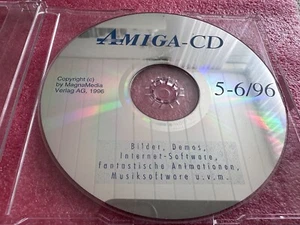 AMIGA-CD
Copyright (c)
by MagnaMedia
Verlag AG, 1996
5-6/96
Bilder, Demos,
Internet-Software,
Fantastische Animationen,
Musiksoftware u.v.m.